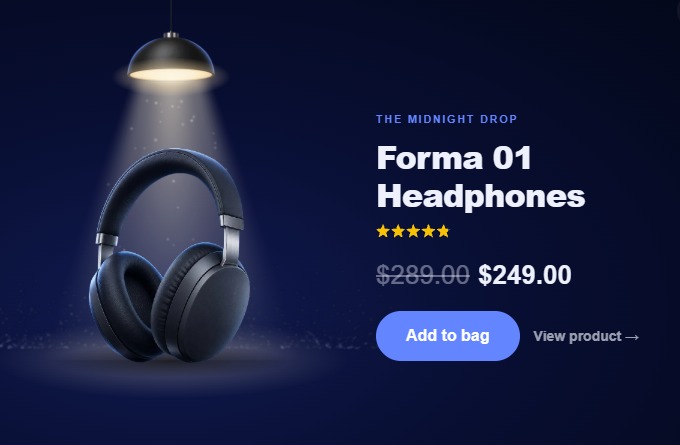 THE MIDNIGHT DROP
Forma 01
Headphones
$289.00 $249.00
Add to bag View product →